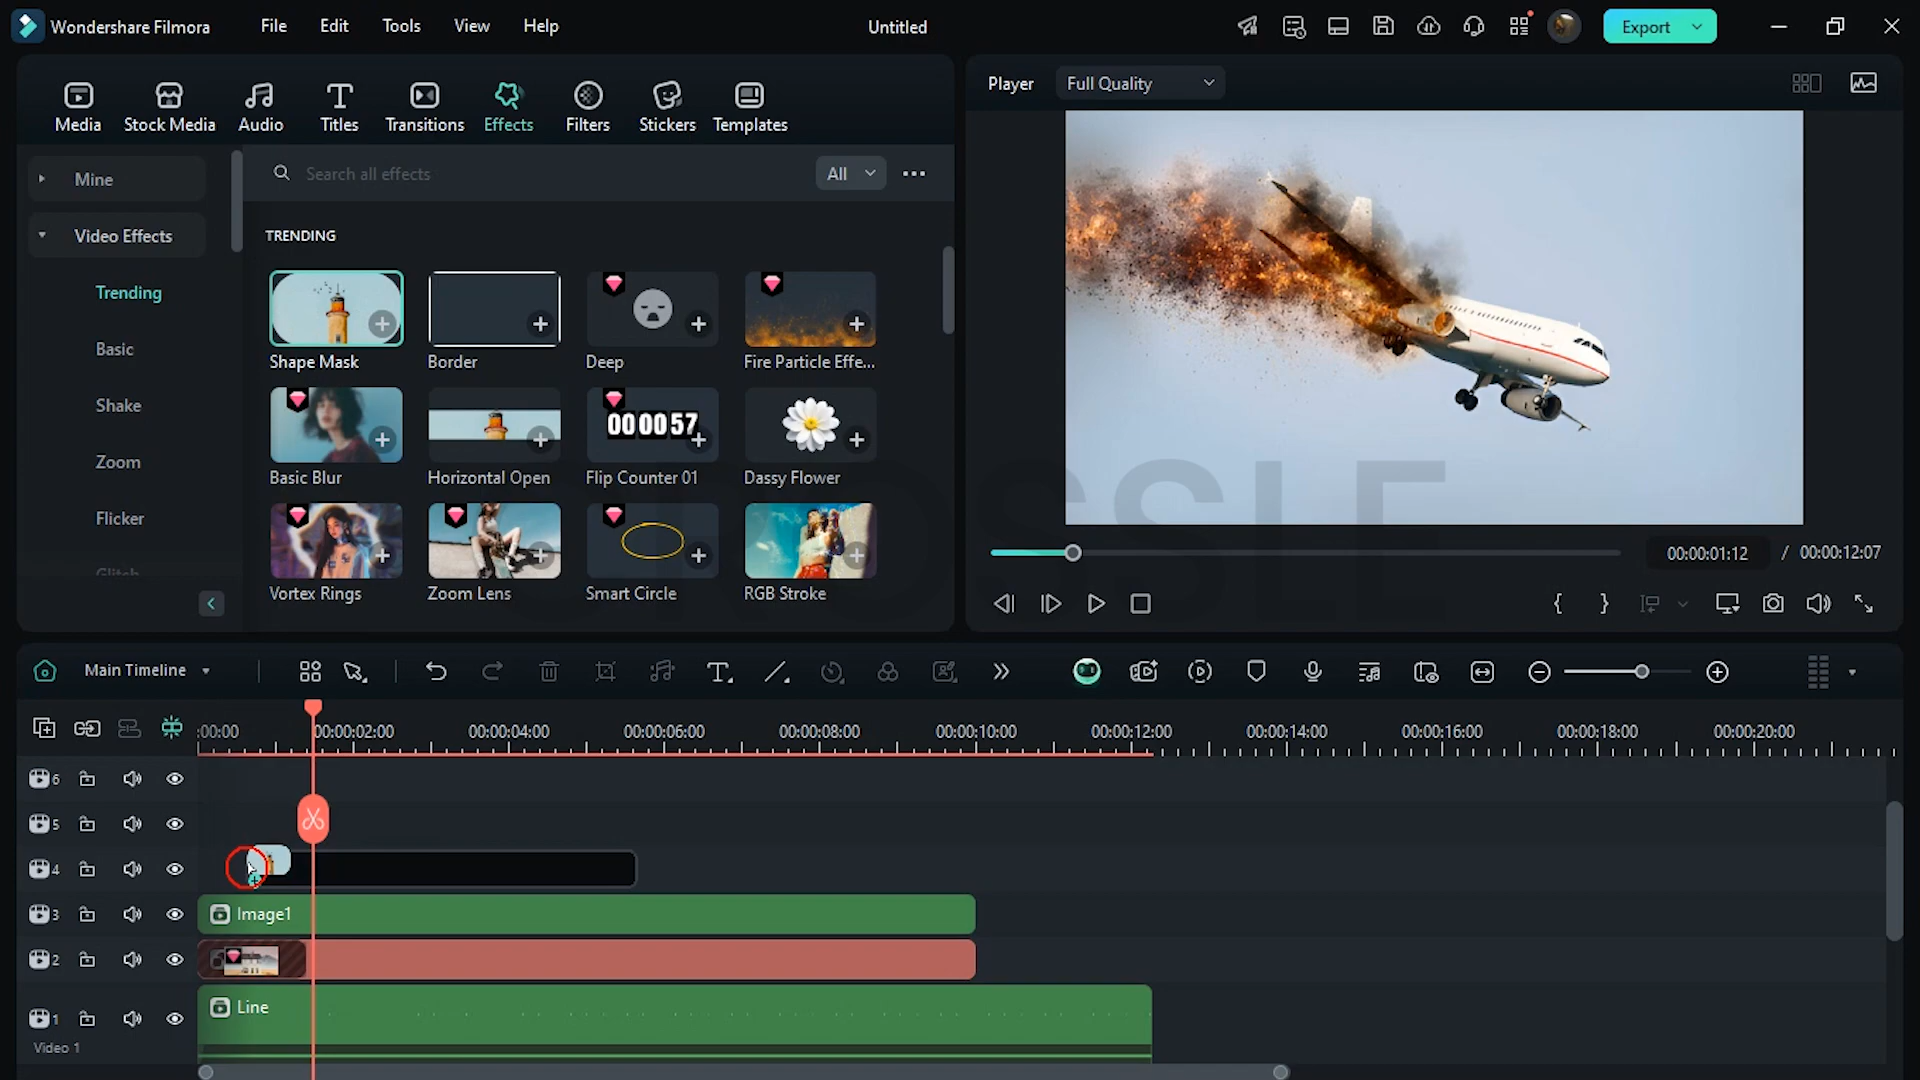 Wondershare Filmora
File
Edit
Tools
View
Help
Untitled
Export
Media
Stock Media
Audio
Titles
Transitions
Effects
Filters
Stickers
Templates
Player
Full Quality
Mine
Video Effects
Trending
Basic
Shake
Zoom
Flicker
Glitch
Search all effects
All
TRENDING
Shape Mask
Border
Deep
Fire Particle Effe...
Basic Blur
Horizontal Open
000057
Flip Counter 01
Dassy Flower
Vortex Rings
Zoom Lens
Smart Circle
RGB Stroke
00:00:01:12 / 00:00:12:07
Main Timeline
:00:00
00:00:02:00
00:00:04:00
00:00:06:00
00:00:08:00
00:00:10:00
00:00:12:00
00:00:14:00
00:00:16:00
00:00:18:00
00:00:20:00
6
5
4
3
Image1
2
1
Line
Video 1